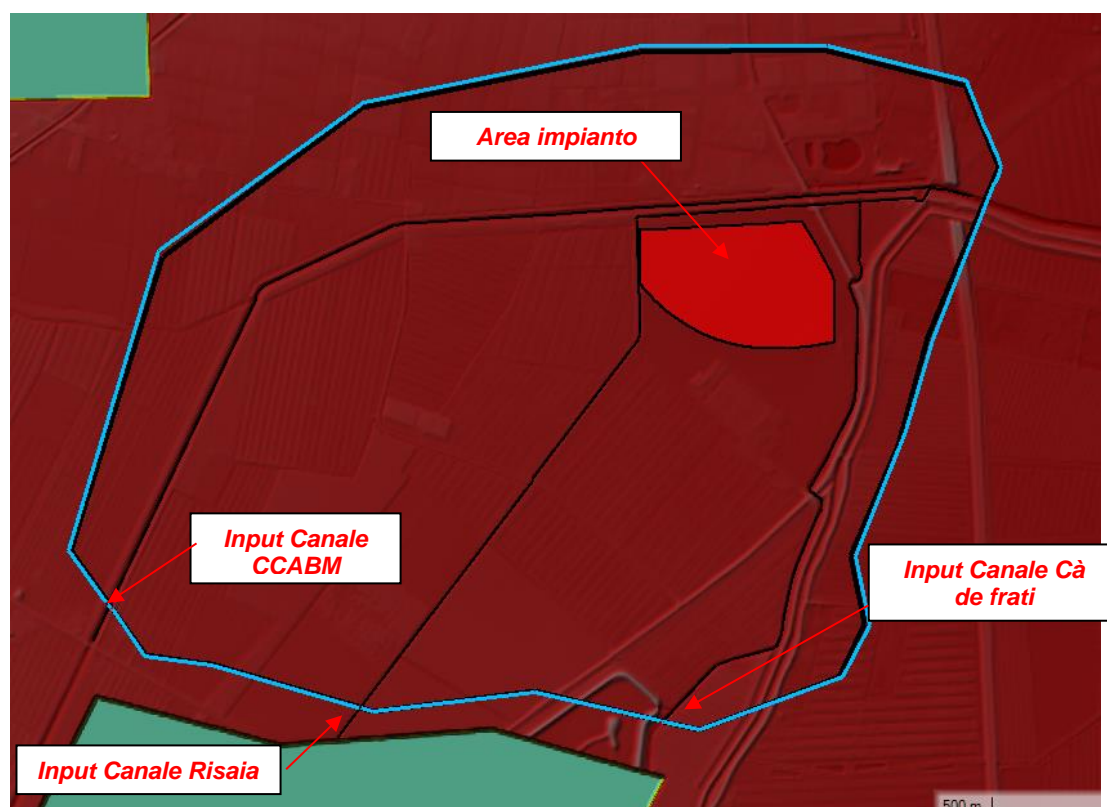 Area impianto
Input Canale
CCABM
Input Canale Cà
de frati
Input Canale Risaia
500 m